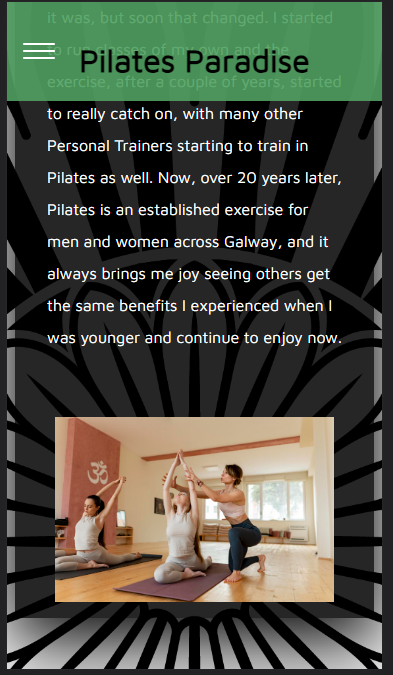 it was, but soon that changed. I started
to run classes of my own and the
Pilates Paradise
exercise, after a couple of years, started
to really catch on, with many other
Personal Trainers starting to train in
Pilates as well. Now, over 20 years later,
Pilates is an established exercise for
men and women across Galway, and it
always brings me joy seeing others get
the same benefits I experienced when I
was younger and continue to enjoy now.
ॐ